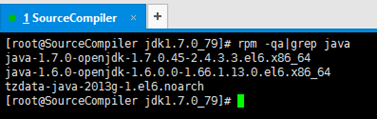 1 SourceCompiler
[root@SourceCompiler jdk1.7.0_79]# rpm -qa|grep java
java-1.7.0-openjdk-1.7.0.45-2.4.3.3.el6.x86_64
java-1.6.0-openjdk-1.6.0.0-1.66.1.13.0.el6.x86_64
tzdata-java-2013g-1.el6.noarch
[root@SourceCompiler jdk1.7.0_79]#